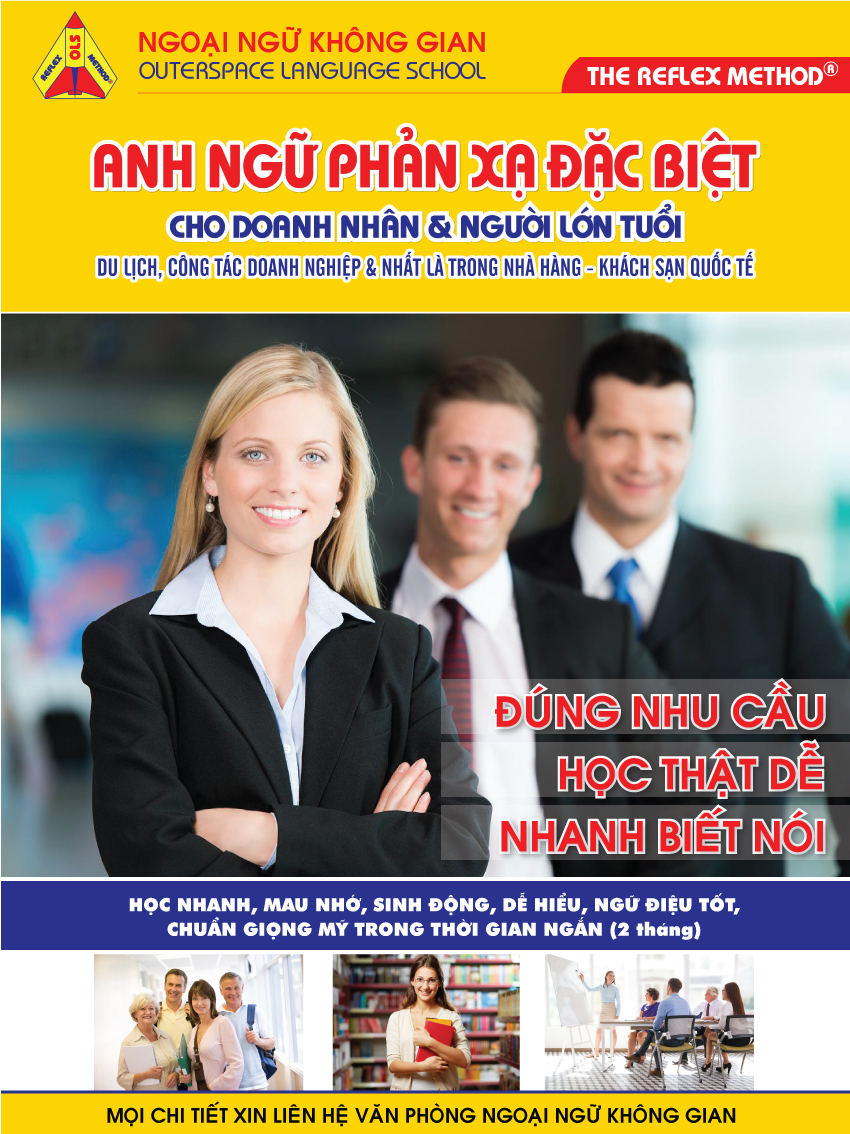 REFLEX OLS METHOD®
NGOẠI NGỮ KHÔNG GIAN
OUTERSPACE LANGUAGE SCHOOL
THE REFLEX METHOD®
ANH NGỮ PHẢN XẠ ĐẶC BIỆT
CHO DOANH NHÂN & NGƯỜI LỚN TUỔI
DU LỊCH, CÔNG TÁC DOANH NGHIỆP & NHẤT LÀ TRONG NHÀ HÀNG - KHÁCH SẠN QUỐC TẾ
ĐÚNG NHU CẦU
HỌC THẬT DỄ
NHANH BIẾT NÓI
HỌC NHANH, MAU NHỚ, SINH ĐỘNG, DỄ HIỂU, NGỮ ĐIỆU TỐT,
CHUẨN GIỌNG MỸ TRONG THỜI GIAN NGẮN (2 tháng)
MỌI CHI TIẾT XIN LIÊN HỆ VĂN PHÒNG NGOẠI NGỮ KHÔNG GIAN